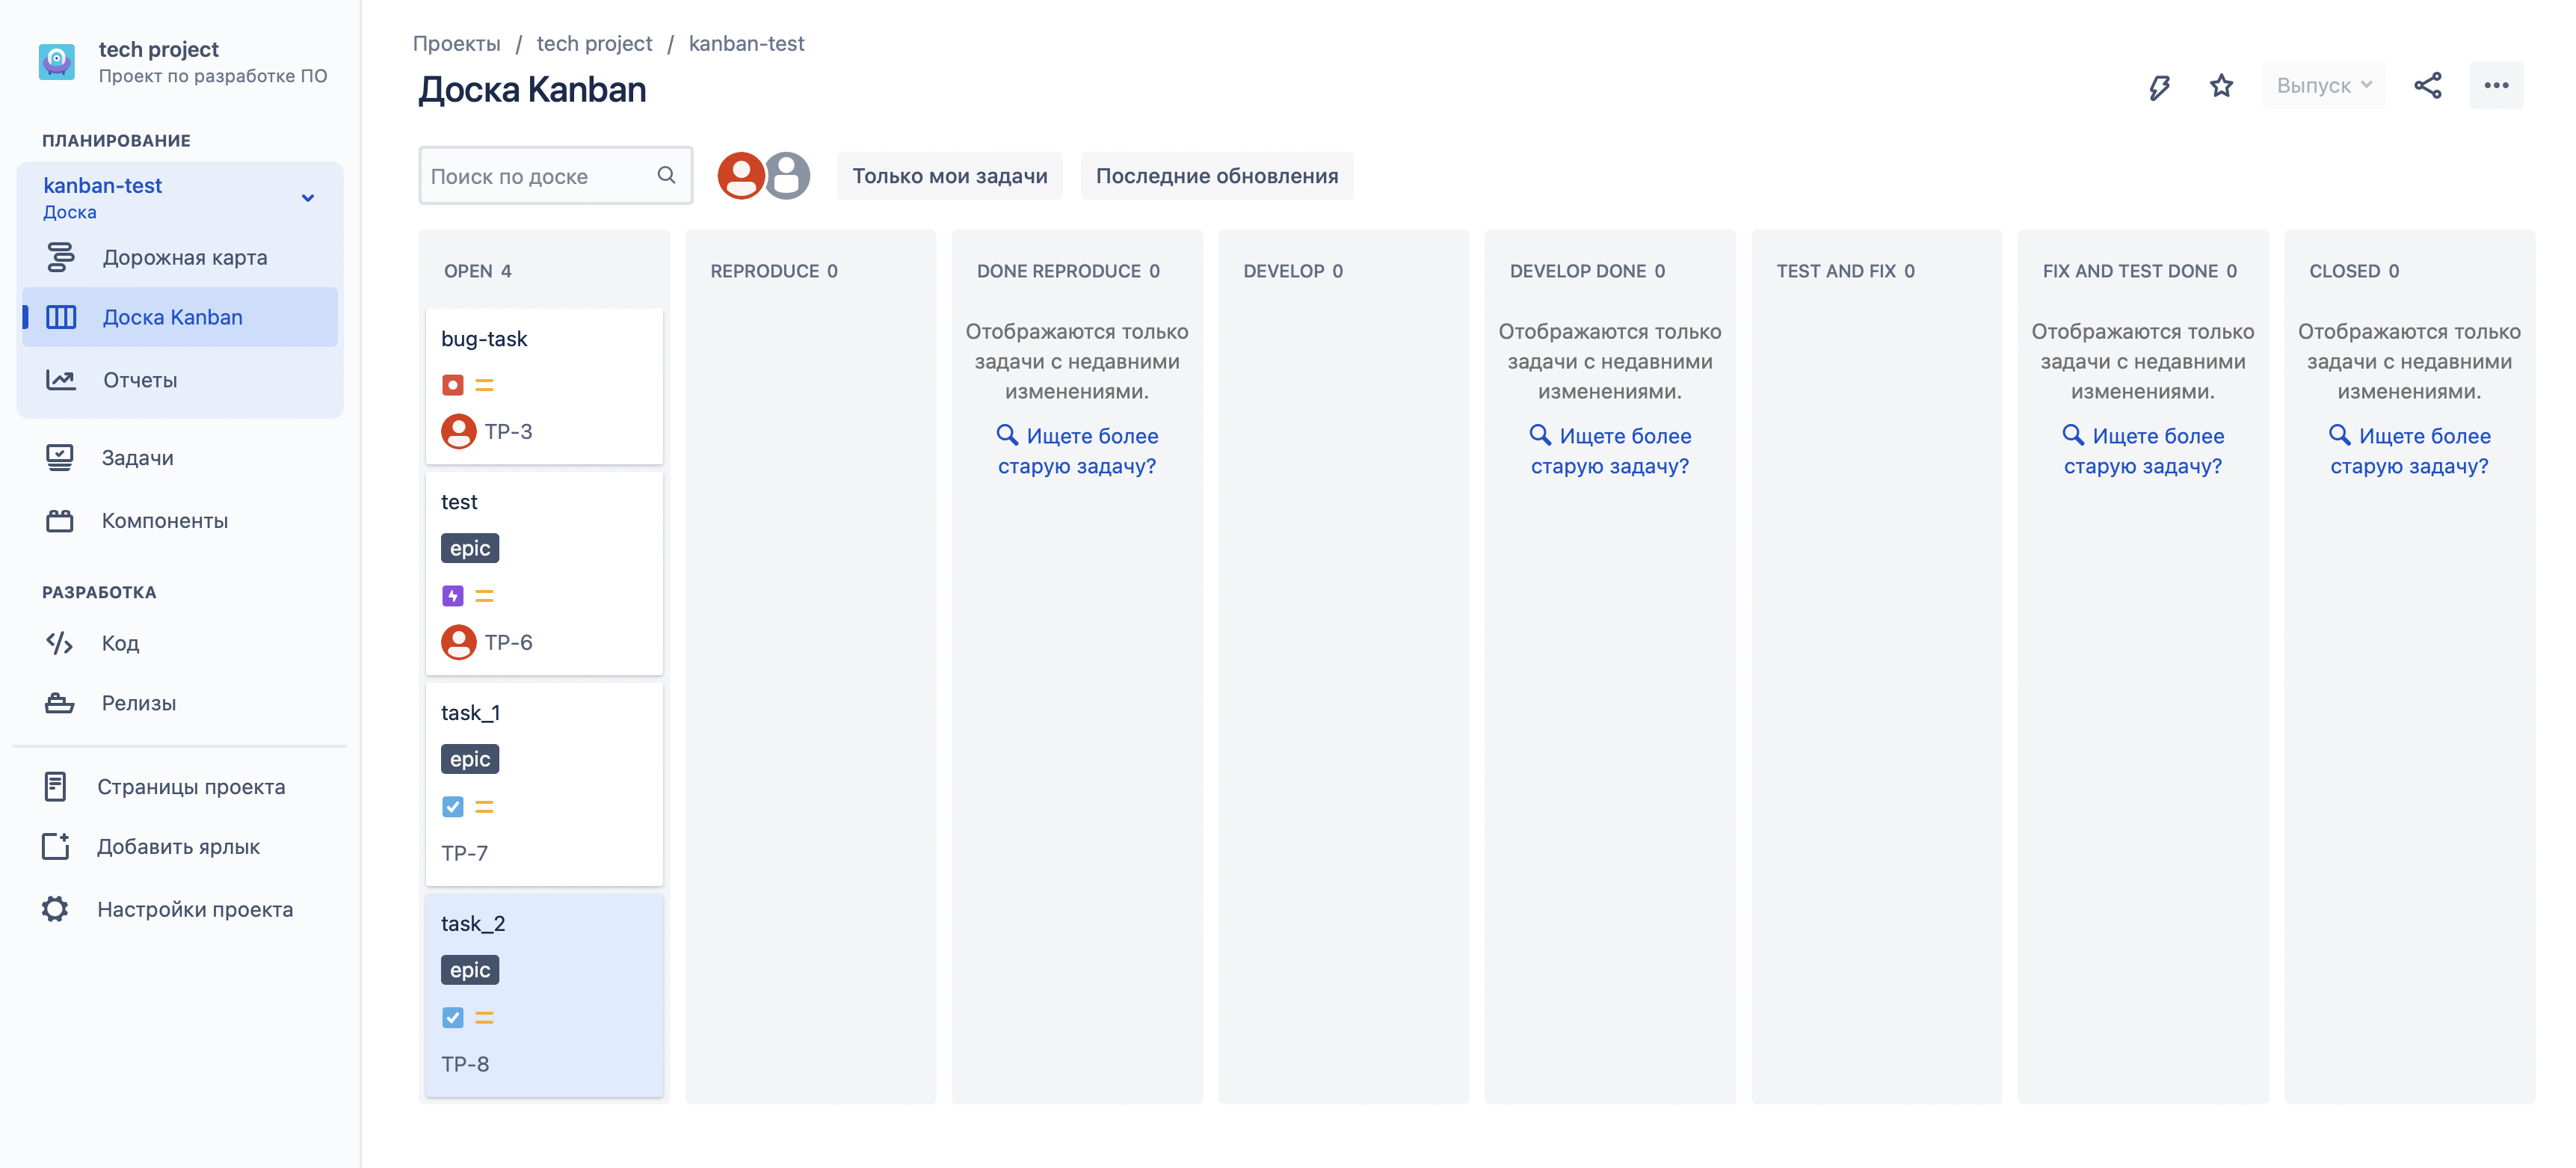 tech project
Проект по разработке ПО
ПЛАНИРОВАНИЕ
kanban-test
Доска
Дорожная карта
Доска Kanban
Отчеты
Задачи
Компоненты
РАЗРАБОТКА
Код
Релизы
Страницы проекта
Добавить ярлык
Настройки проекта
Проекты / tech project / kanban-test
Доска Kanban
Выпуск
Поиск по доске
Только мои задачи
Последние обновления
OPEN 4
bug-task
TP-3
test
epic
TP-6
task_1
epic
TP-7
task_2
epic
TP-8
REPRODUCE 0
DONE REPRODUCE 0
Отображаются только
задачи с недавними
изменениями.
Ищете более
старую задачу?
DEVELOP 0
DEVELOP DONE 0
Отображаются только
задачи с недавними
изменениями.
Ищете более
старую задачу?
TEST AND FIX 0
FIX AND TEST DONE 0
Отображаются только
задачи с недавними
изменениями.
Ищете более
старую задачу?
CLOSED 0
Отображаются только
задачи с недавними
изменениями.
Ищете более
старую задачу?